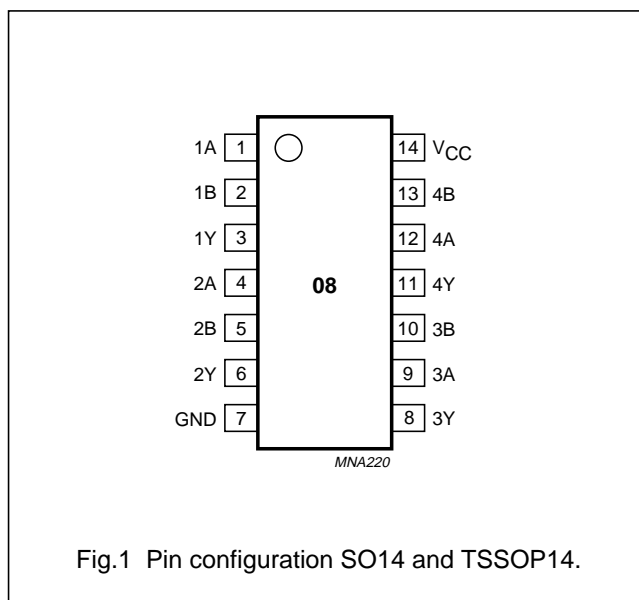 1A 1 14 VCC
1B 2 13 4B
1Y 3 12 4A
2A 4 08 11 4Y
2B 5 10 3B
2Y 6 9 3A
GND 7 8 3Y
MNA220
Fig.1 Pin configuration SO14 and TSSOP14.